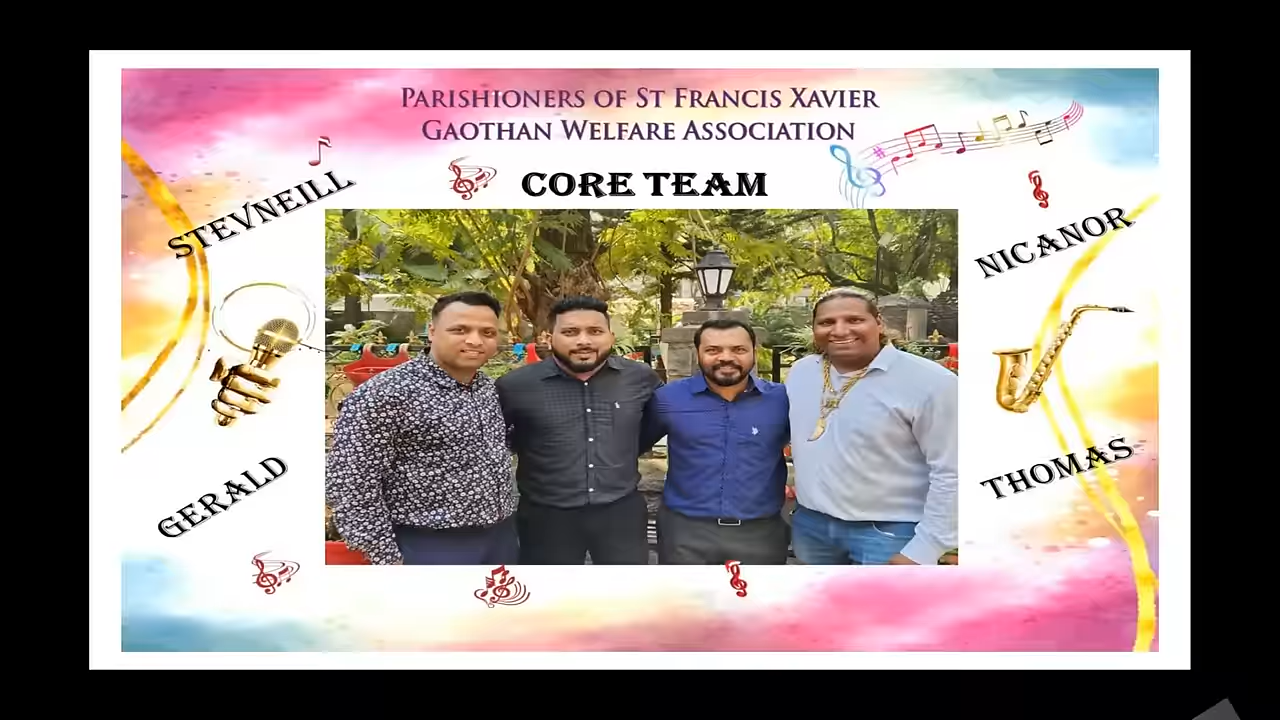 PARISHIONERS OF ST FRANCIS XAVIER
GAOTHAN WELFARE ASSOCIATION
CORE TEAM
STEVNEILL
NICANOR
GERALD
THOMAS